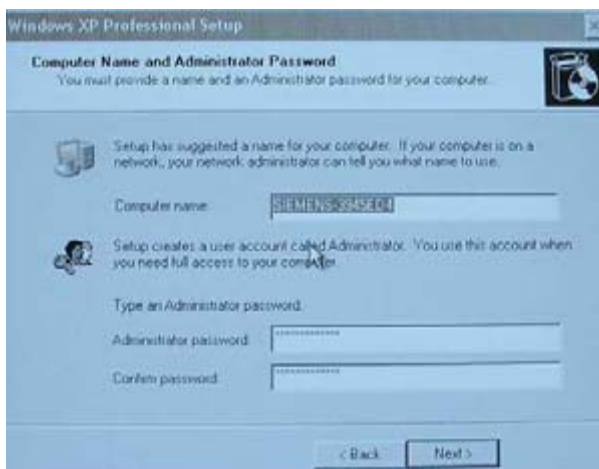 Windows XP Professional Setup
Computer Name and Administrator Password
You must provide a name and an Administrator password for your computer.
Setup has suggested a name for your computer. If your computer is on a
network, your network administrator can tell you what name to use.
Computer name:
Setup creates a user account called Administrator. You use this account when
you need full access to your computer.
Type an Administrator password.
Administrator password:
Confirm password:
< Back
Next >